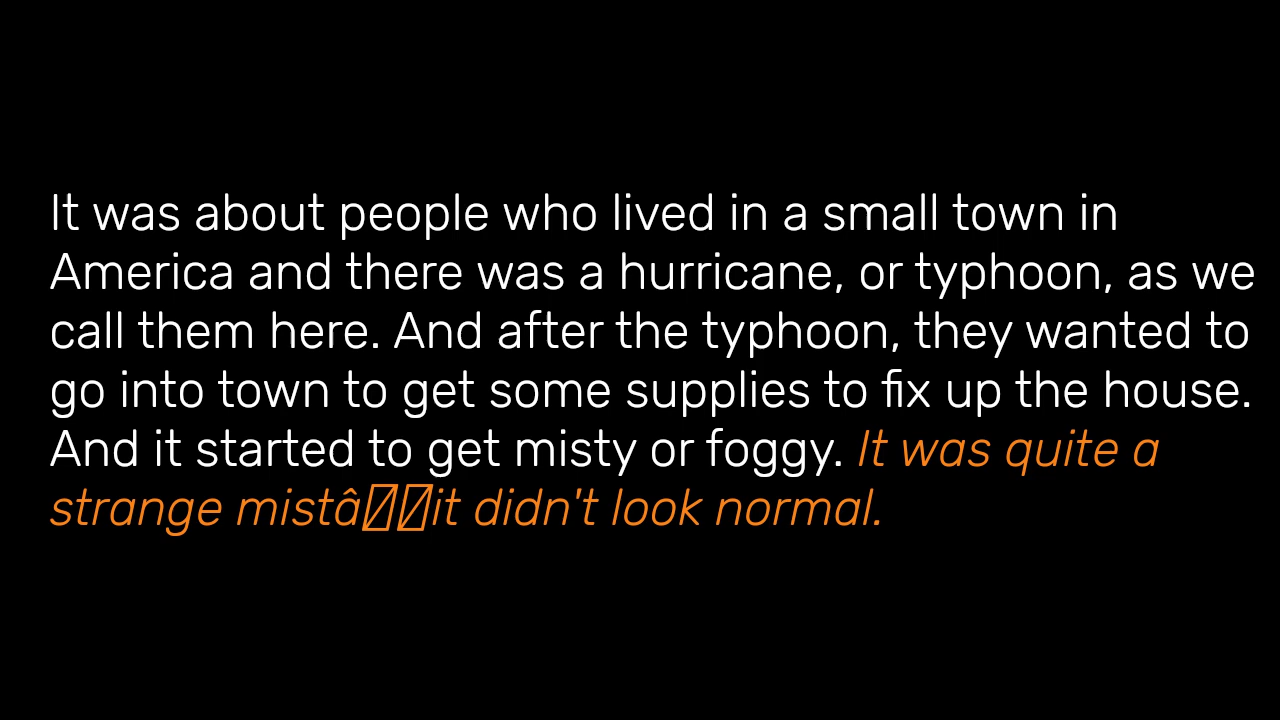 It was about people who lived in a small town in
America and there was a hurricane, or typhoon, as we
call them here. And after the typhoon, they wanted to
go into town to get some supplies to fix up the house.
And it started to get misty or foggy. It was quite a
strange mistâ▯▯it didn't look normal.